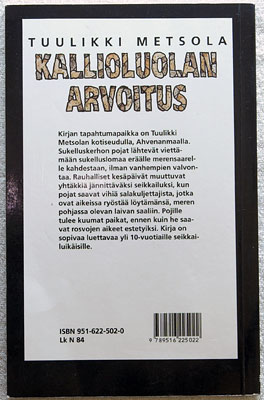 TUULIKKI METSOLA
KALLIOLUOLAN
ARVOITUS
Kirjan tapahtumapaikka on Tuulikki
Metsolan kotiseudulla, Ahvenanmaalla.
Sukelluskerhon pojat lähtevät viettä-
mään sukelluslomaa eräälle merensaarel-
le kahdestaan, ilman vanhempien valvon-
taa. Rauhalliset kesäpäivät muuttuvat
yhtäkkiä jännittäväksi seikkailuksi, kun
pojat saavat vihiä salakuljettajista, jotka
ovat aikeissa ryöstää löytämänsä, meren
pohjassa olevan laivan saaliin. Pojille
tulee kuumat paikat, ennen kuin he saa-
vat rosvojen aikeet estetyiksi. Kirja on
sopivaa luettavaa yli 10-vuotiaille seikkai-
luikäisille.
ISBN 951-622-502-0
Lk N 84
9 789516 225022